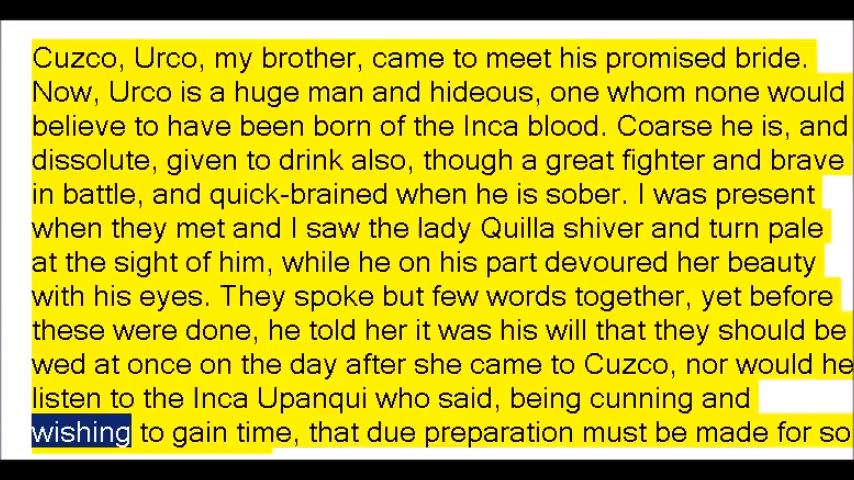 Cuzco, Urco, my brother, came to meet his promised bride.
Now, Urco is a huge man and hideous, one whom none would
believe to have been born of the Inca blood. Coarse he is, and
dissolute, given to drink also, though a great fighter and brave
in battle, and quick-brained when he is sober. I was present
when they met and I saw the lady Quilla shiver and turn pale
at the sight of him, while he on his part devoured her beauty
with his eyes. They spoke but few words together, yet before
these were done, he told her it was his will that they should be
wed at once on the day after she came to Cuzco, nor would he
listen to the Inca Upanqui who said, being cunning and
wishing to gain time, that due preparation must be made for so